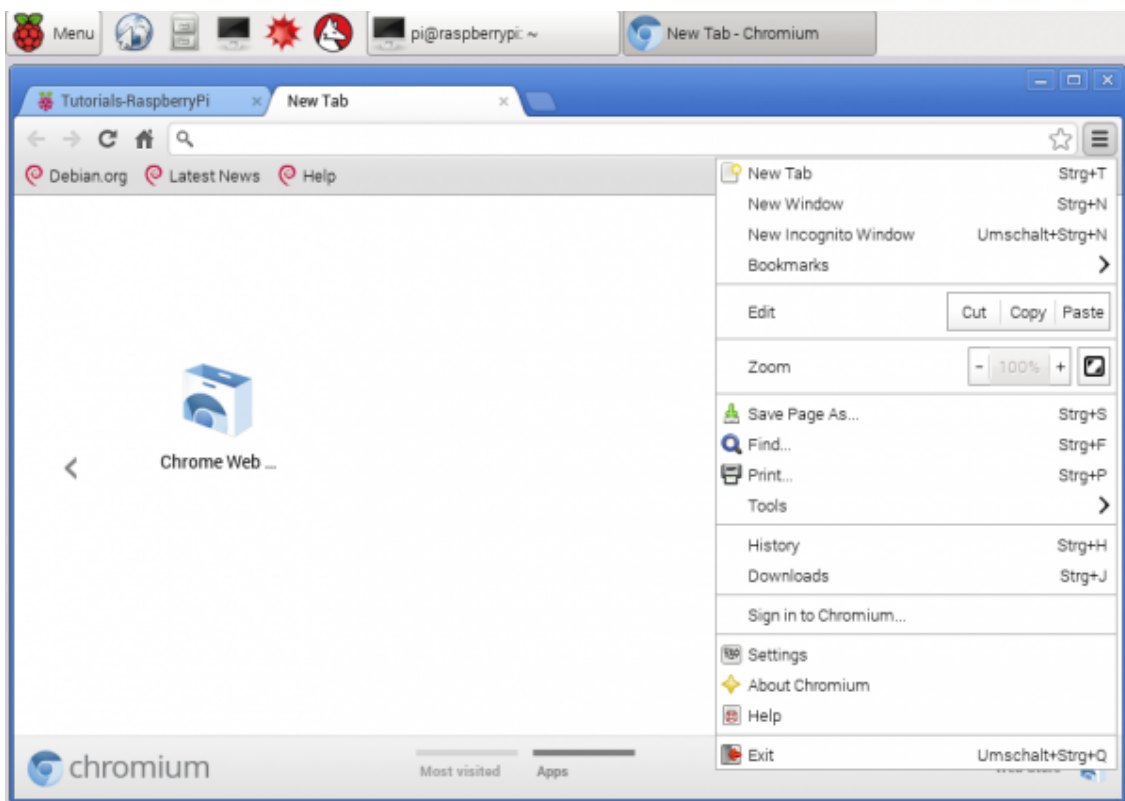 Menu pi@raspberrypi: ~ New Tab - Chromium
Tutorials-RaspberryPi New Tab
Debian.org Latest News Help
New Tab Strg+T
New Window Strg+N
New Incognito Window Umschalt+Strg+N
Bookmarks
Edit Cut Copy Paste
Zoom - 100% +
Save Page As... Strg+S
Find... Strg+F
Print... Strg+P
Tools
History Strg+H
Downloads Strg+J
Sign in to Chromium...
Settings
About Chromium
Help
Exit Umschalt+Strg+Q
Chrome Web ...
chromium Most visited Apps